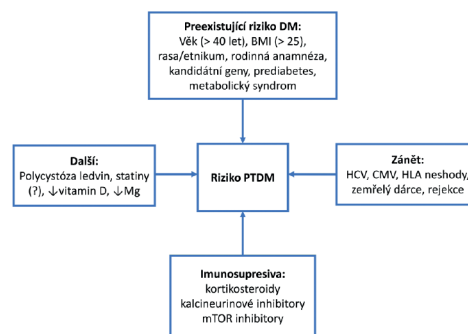 Preexistující riziko DM:
Věk (> 40 let), BMI (> 25),
rasa/etnikum, rodinná anamnéza,
kandidátní geny, prediabetes,
metabolický syndrom
Další:
Polycystóza ledvin, statiny
(?), ↓vitamin D, ↓Mg
Riziko PTDM
Zánět:
HCV, CMV, HLA neshody,
zemřelý dárce, rejekce
Imunosupresiva:
kortikosteroidy
kalcineurinové inhibitory
mTOR inhibitory